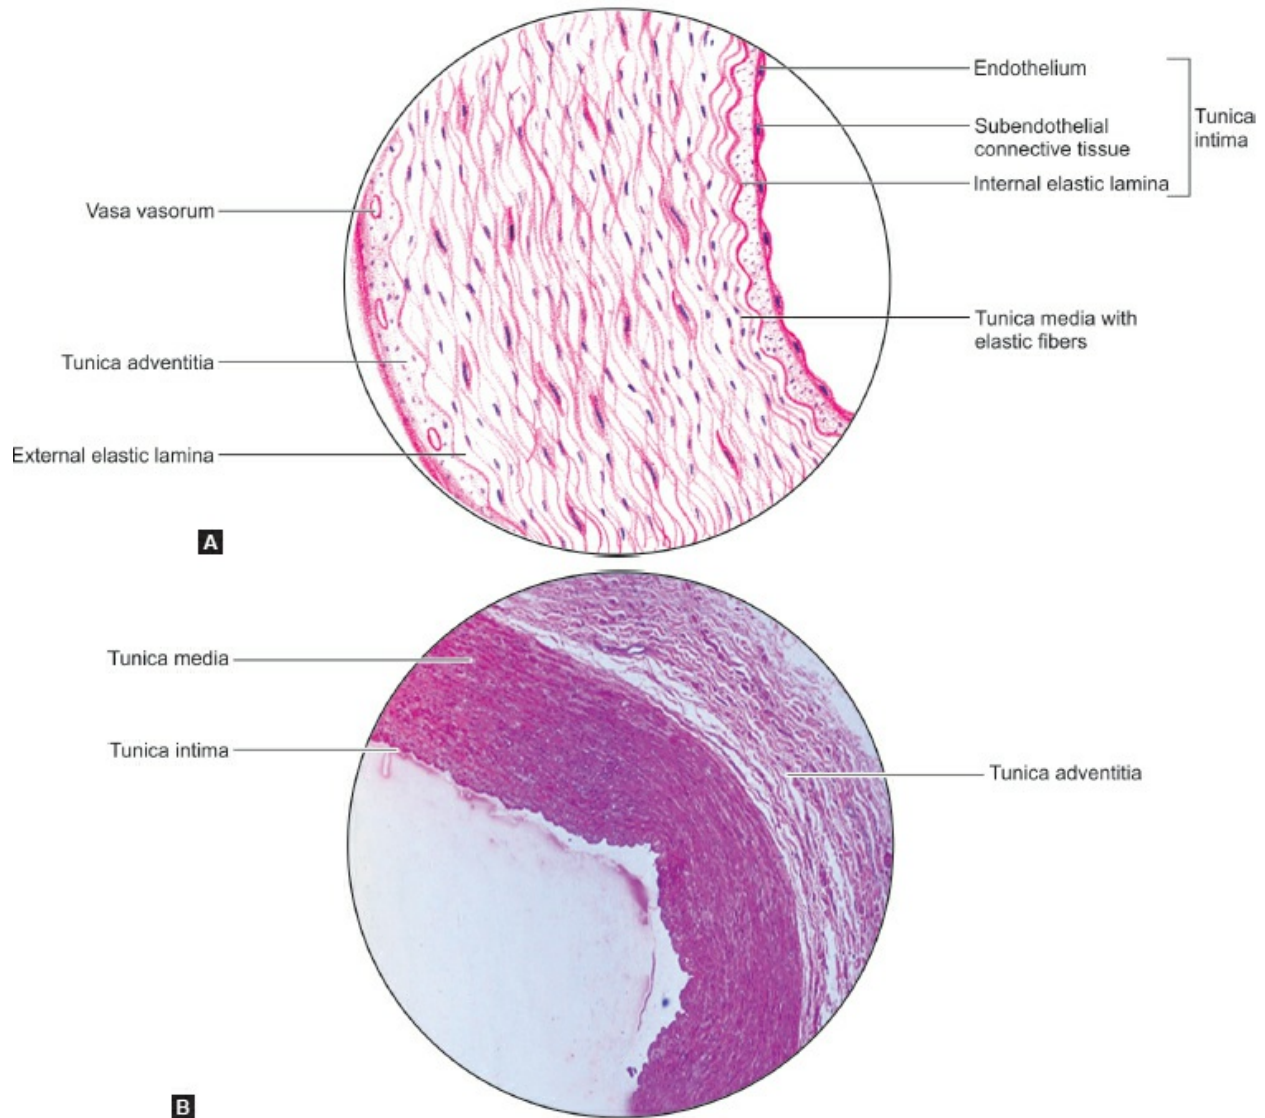 Endothelium
Subendothelial
connective tissue
Internal elastic lamina
Tunica
intima
Vasa vasorum
Tunica media with
elastic fibers
Tunica adventitia
External elastic lamina
A
Tunica media
Tunica intima
Tunica adventitia
B